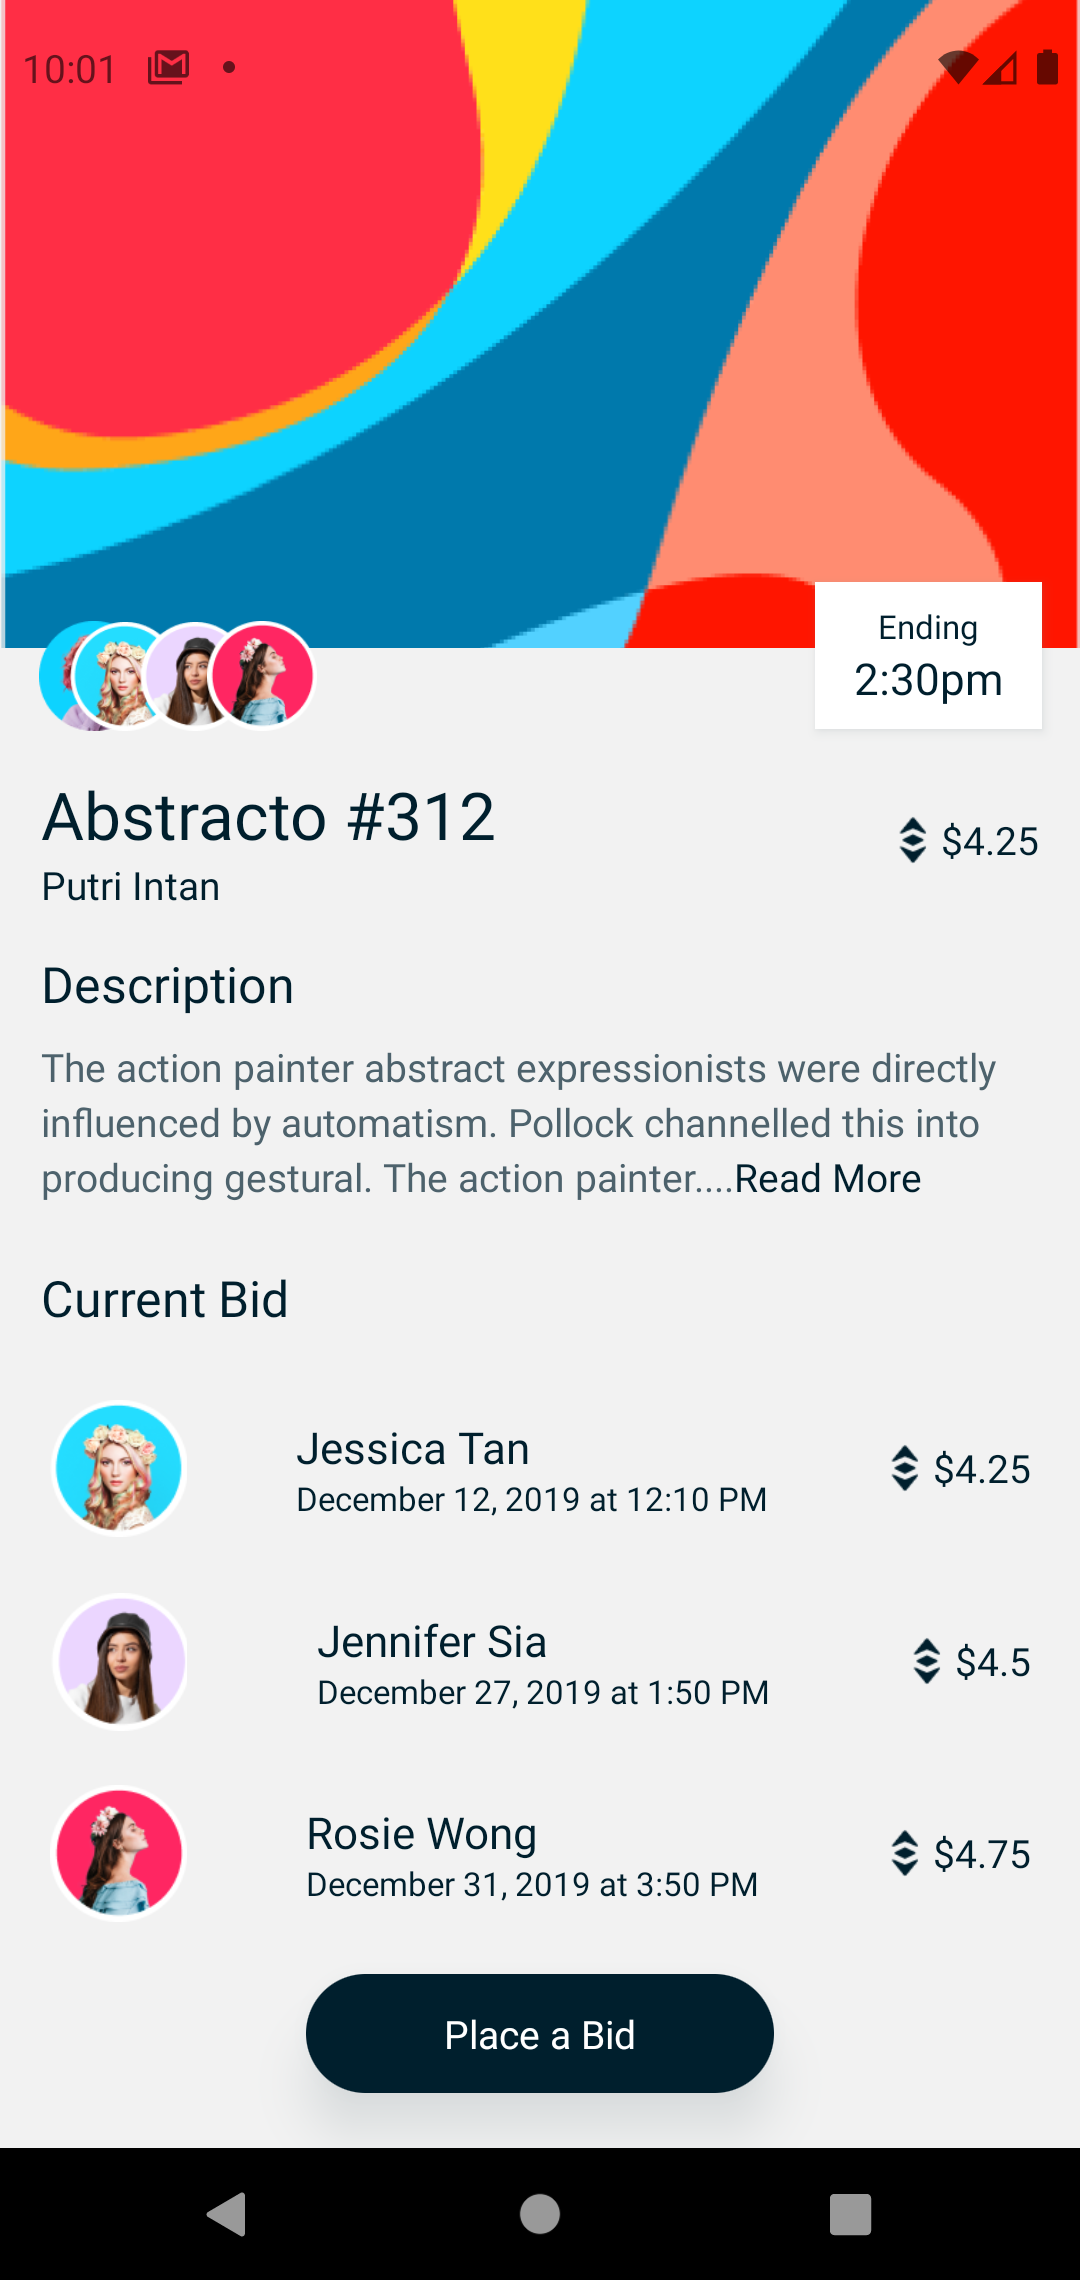 10:01
Ending
2:30pm
Abstracto #312
$4.25
Putri Intan
Description
The action painter abstract expressionists were directly
influenced by automatism. Pollock channelled this into
producing gestural. The action painter....Read More
Current Bid
Jessica Tan
December 12, 2019 at 12:10 PM
$4.25
Jennifer Sia
December 27, 2019 at 1:50 PM
$4.5
Rosie Wong
December 31, 2019 at 3:50 PM
$4.75
Place a Bid